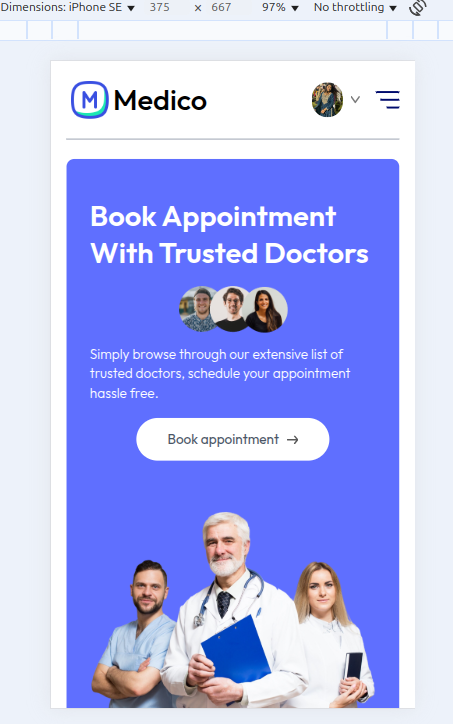 Dimensions: iPhone SE 375 × 667 97% No throttling
M Medico
Book Appointment
With Trusted Doctors
Simply browse through our extensive list of
trusted doctors, schedule your appointment
hassle free.
Book appointment →